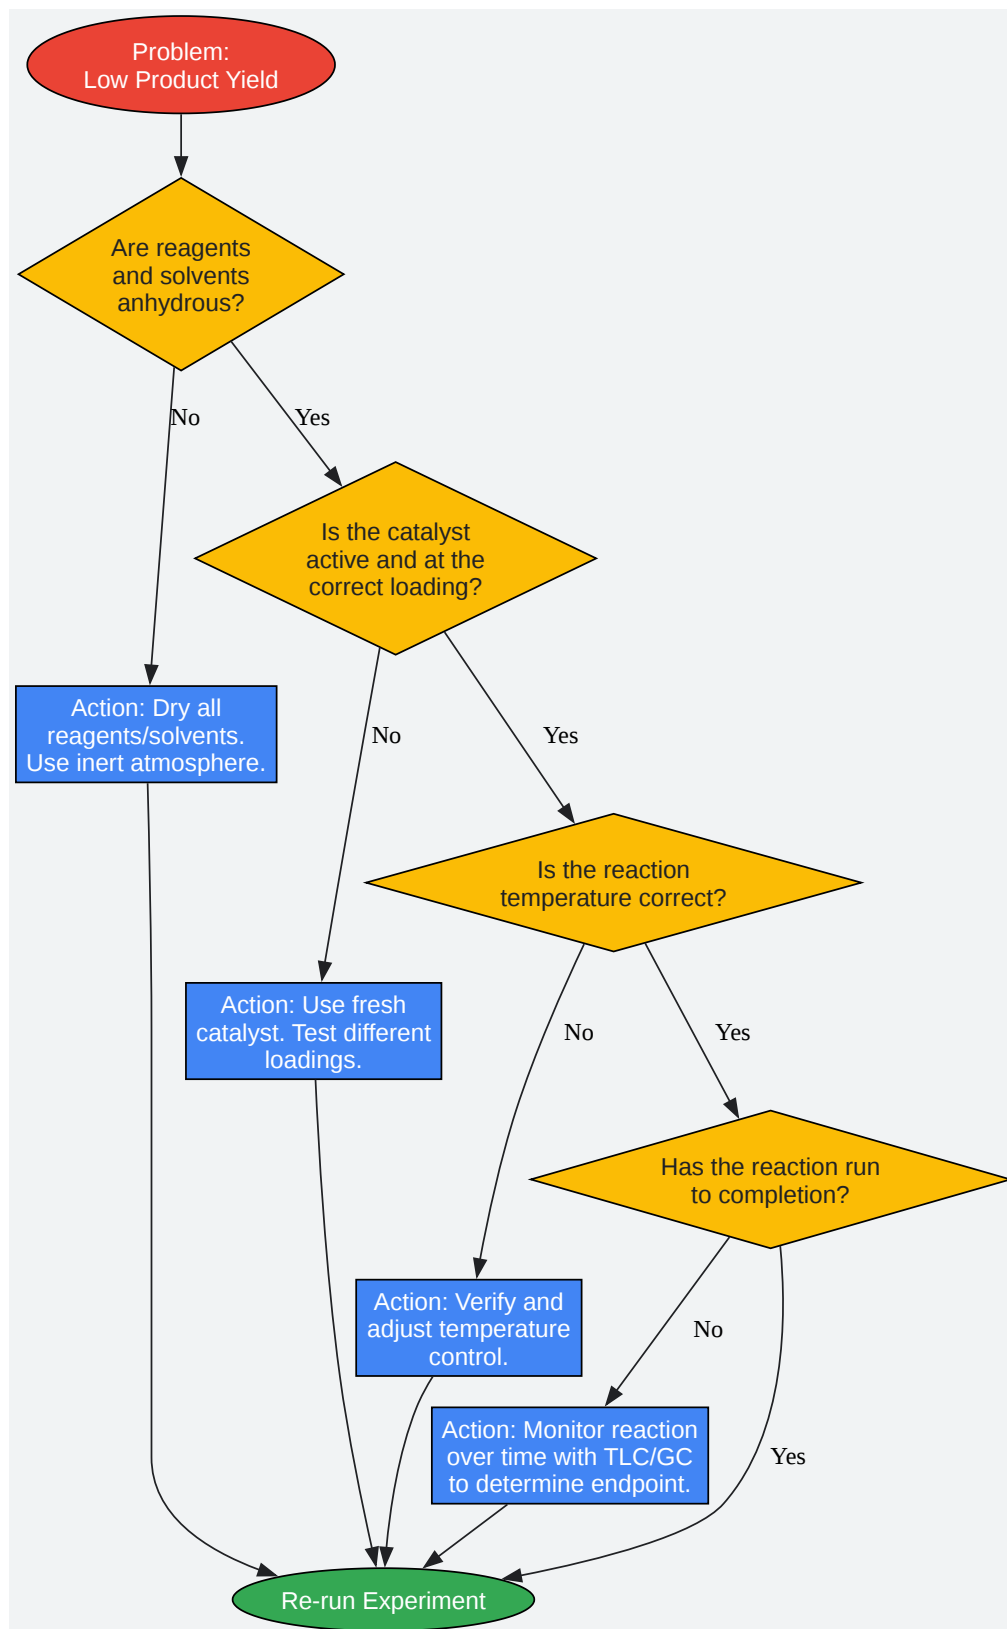 Problem:
Low Product Yield
Are reagents
and solvents
anhydrous?
No
Yes
Is the catalyst
active and at the
correct loading?
Action: Dry all
reagents/solvents.
Use inert atmosphere.
No
Yes
Is the reaction
temperature correct?
Action: Use fresh
catalyst. Test different
loadings.
No
Yes
Has the reaction run
to completion?
Action: Verify and
adjust temperature
control.
No
Action: Monitor reaction
over time with TLC/GC
to determine endpoint.
Yes
Re-run Experiment